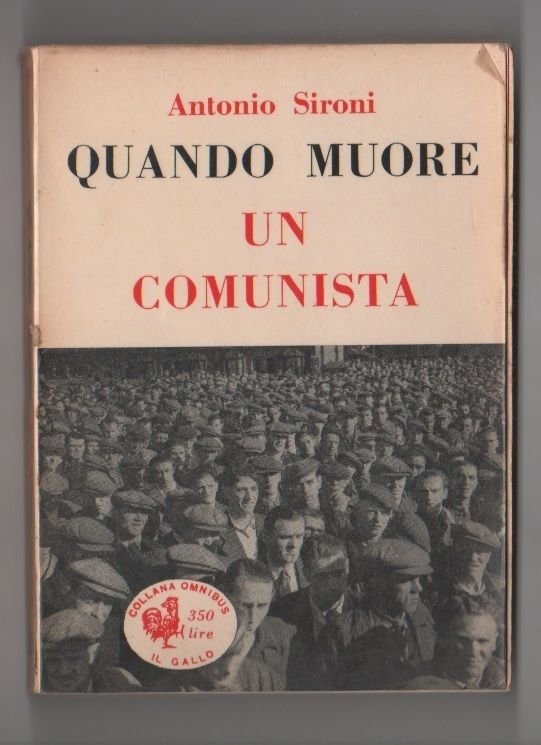 Antonio Sironi
QUANDO MUORE
UN
COMUNISTA
COLLANA OMNIBUS
350
lire
IL GALLO